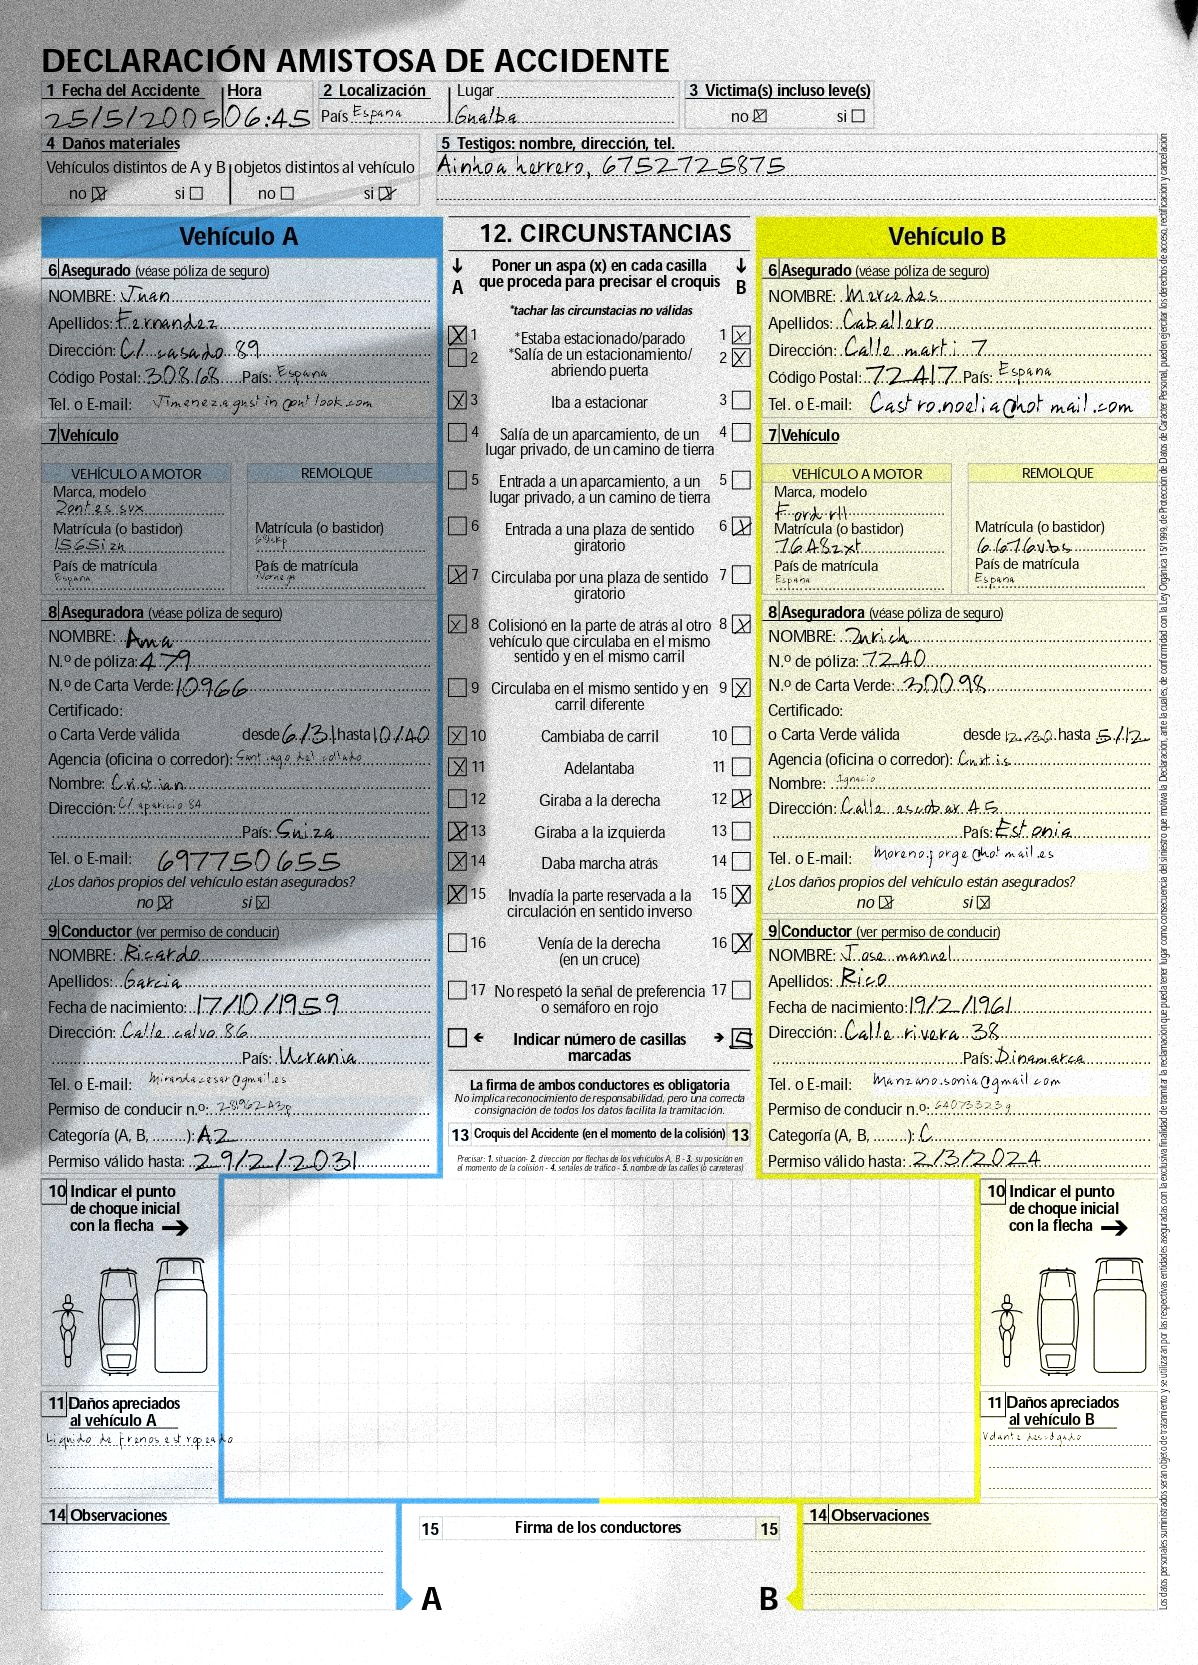 DECLARACIÓN AMISTOSA DE ACCIDENTE
1 Fecha del Accidente Hora 2 Localización Lugar 3 Victima(s) incluso leve(s)
25/5/2005 06:45 País España Gualba no si
4 Daños materiales
Vehículos distintos de A y B objetos distintos al vehículo
no si no si
5 Testigos: nombre, dirección, tel.
Ainhoa herrero, 6752725875
Vehículo A
6 Asegurado (véase póliza de seguro)
NOMBRE: Juan
Apellidos: Fernandez
Dirección: C/ casado 89
Código Postal: 30868 País: España
Tel. o E-mail: Jimenez.agustin@outlook.com
7 Vehículo
VEHÍCULO A MOTOR REMOLQUE
Marca, modelo
Zontes svx
Matrícula (o bastidor) Matrícula (o bastidor)
1565izn
País de matrícula País de matrícula
España Noruega
8 Aseguradora (véase póliza de seguro)
NOMBRE: Ama
N.º de póliza: 479
N.º de Carta Verde: 10966
Certificado:
o Carta Verde válida desde 6/31 hasta 10/40
Agencia (oficina o corredor): Santiago del collado
Nombre: Cristian
Dirección: C/ aparicio 84
País: Suiza
Tel. o E-mail: 697750655
¿Los daños propios del vehículo están asegurados?
no si
9 Conductor (ver permiso de conducir)
NOMBRE: Ricardo
Apellidos: Garcia
Fecha de nacimiento: 17/10/1959
Dirección: Calle calvo 86
País: Ucrania
Tel. o E-mail: Mirandacesar@gmail.es
Permiso de conducir n.º: 2896243p
Categoría (A, B, ........): A2
Permiso válido hasta: 29/2/2031
10 Indicar el punto
de choque inicial
con la flecha
11 Daños apreciados
al vehículo A
Liquido de frenos estropeado
14 Observaciones
12. CIRCUNSTANCIAS
A Poner un aspa (x) en cada casilla B
que proceda para precisar el croquis
*tachar las circunstacias no válidas
1 *Estaba estacionado/parado 1
2 *Salía de un estacionamiento/ 2
abriendo puerta
3 Iba a estacionar 3
4 Salía de un aparcamiento, de un 4
lugar privado, de un camino de tierra
5 Entrada a un aparcamiento, a un 5
lugar privado, a un camino de tierra
6 Entrada a una plaza de sentido 6
giratorio
7 Circulaba por una plaza de sentido 7
giratorio
8 Colisionó en la parte de atrás al otro 8
vehículo que circulaba en el mismo
sentido y en el mismo carril
9 Circulaba en el mismo sentido y en 9
carril diferente
10 Cambiaba de carril 10
11 Adelantaba 11
12 Giraba a la derecha 12
13 Giraba a la izquierda 13
14 Daba marcha atrás 14
15 Invadía la parte reservada a la 15
circulación en sentido inverso
16 Venía de la derecha 16
(en un cruce)
17 No respetó la señal de preferencia 17
o semáforo en rojo
Indicar número de casillas 5
marcadas
La firma de ambos conductores es obligatoria
No implica reconocimiento de responsabilidad, pero una correcta
consignación de todos los datos facilita la tramitación.
13 Croquis del Accidente (en el momento de la colisión) 13
Precisar: 1. situación- 2. dirección por flechas de los vehículos A, B - 3. su posición en
el momento de la colisión - 4. señales de tráfico - 5. nombre de las calles (o carreteras)
15 Firma de los conductores 15
A B
Vehículo B
6 Asegurado (véase póliza de seguro)
NOMBRE: Mercedes
Apellidos: Caballero
Dirección: Calle marti 7
Código Postal: 72417 País: España
Tel. o E-mail: Castro.noelia@hotmail.com
7 Vehículo
VEHÍCULO A MOTOR REMOLQUE
Marca, modelo
Ford rll
Matrícula (o bastidor) Matrícula (o bastidor)
7648zxt 6676vbs
País de matrícula País de matrícula
España España
8 Aseguradora (véase póliza de seguro)
NOMBRE: Zurich
N.º de póliza: 7240
N.º de Carta Verde: 30098
Certificado:
o Carta Verde válida desde 12/30 hasta 5/12
Agencia (oficina o corredor): Curtis
Nombre: Ignacio
Dirección: Calle escobar 45
País: Estonia
Tel. o E-mail: Moreno.jorge@hotmail.es
¿Los daños propios del vehículo están asegurados?
no si
9 Conductor (ver permiso de conducir)
NOMBRE: Jose manuel
Apellidos: Rico
Fecha de nacimiento: 19/2/1961
Dirección: Calle rivera 38
País: Dinamarca
Tel. o E-mail: Manzano.sonia@gmail.com
Permiso de conducir n.º: 64073323g
Categoría (A, B, ........): C
Permiso válido hasta: 2/3/2024
10 Indicar el punto
de choque inicial
con la flecha
11 Daños apreciados
al vehículo B
Volante descolgado
14 Observaciones
Los datos personales suministrados serán objeto de tratamiento y se utilizarán por las respectivas entidades aseguradas con la exclusiva finalidad de tramitar la reclamación que pueda tener lugar como consecuencia del siniestro que motiva la Declaración, ante la cuales, de conformidad con la Ley Orgánica 15/1999, de Protección de Datos de Carácter Personal, pueden ejercitar los derechos de acceso, rectificación y cancelación